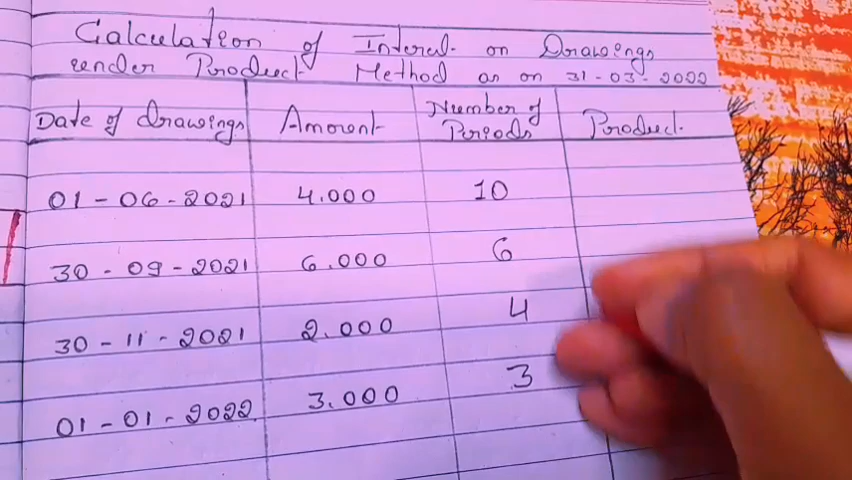 Calculation of Interest on Drawings
under Product Method as on 31-03-2022
Date of drawings Amount Number of Periods Product
01-06-2021 4.000 10
30-09-2021 6.000 6
30-11-2021 2.000 4
01-01-2022 3.000 3